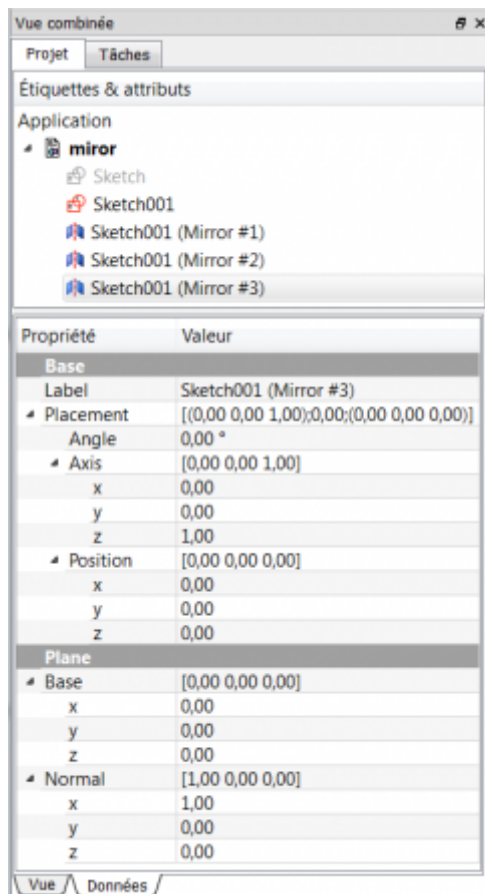 Vue combinée
Projet Tâches
Étiquettes & attributs
Application
miror
Sketch
Sketch001
Sketch001 (Mirror #1)
Sketch001 (Mirror #2)
Sketch001 (Mirror #3)
Propriété Valeur
Base
Label Sketch001 (Mirror #3)
Placement [(0,00 0,00 1,00);0,00;(0,00 0,00 0,00)]
Angle 0,00 °
Axis [0,00 0,00 1,00]
x 0,00
y 0,00
z 1,00
Position [0,00 0,00 0,00]
x 0,00
y 0,00
z 0,00
Plane
Base [0,00 0,00 0,00]
x 0,00
y 0,00
z 0,00
Normal [1,00 0,00 0,00]
x 1,00
y 0,00
z 0,00
Vue Données